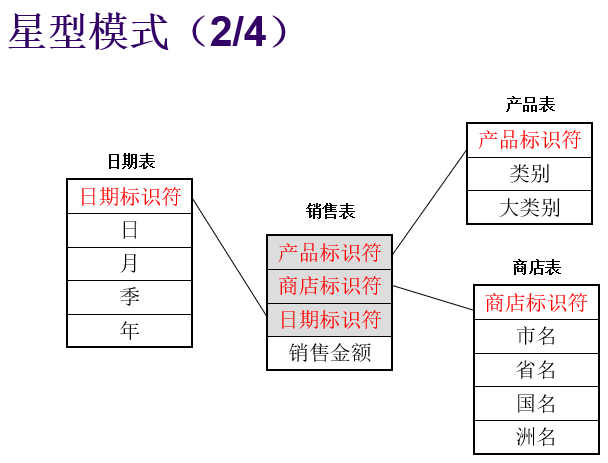 星型模式（2/4）
日期表
日期标识符
日
月
季
年
销售表
产品标识符
商店标识符
日期标识符
销售金额
产品表
产品标识符
类别
大类别
商店表
商店标识符
市名
省名
国名
洲名